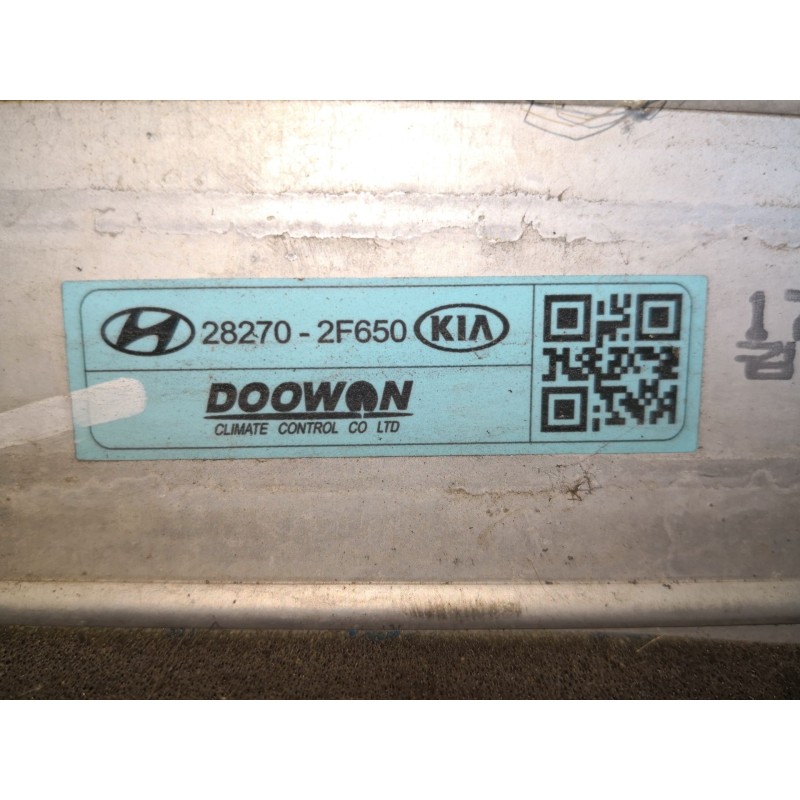 28270 - 2F650 KIA
DOOWON
CLIMATE CONTROL CO LTD